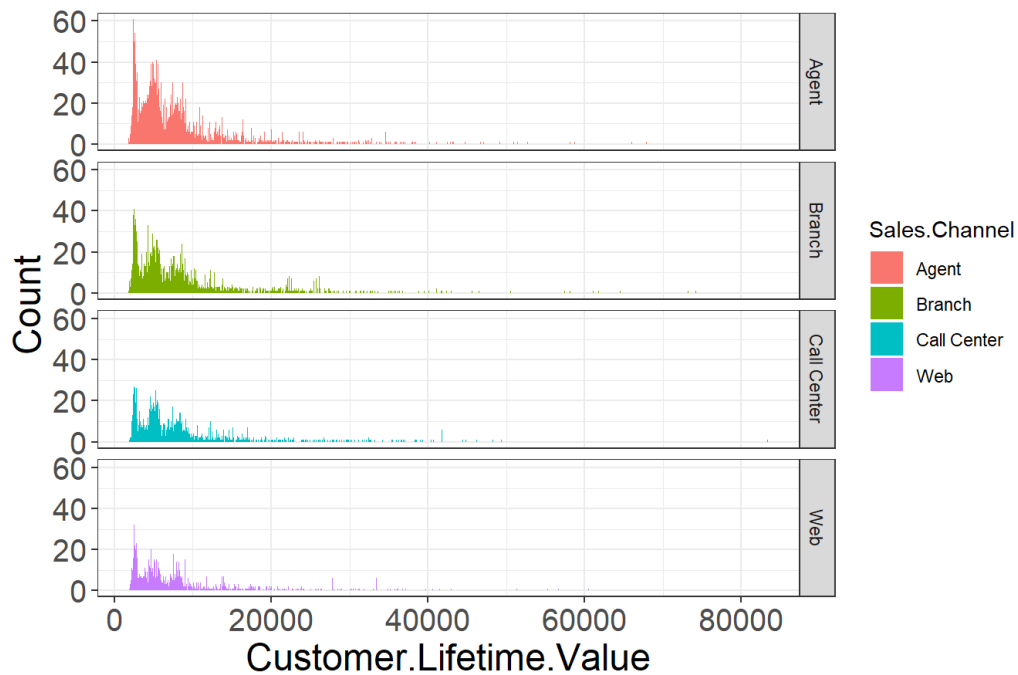 60
40
20
0
Agent
60
40
20
0
Branch
60
40
20
0
Call Center
60
40
20
0
Web
Count
0 20000 40000 60000 80000
Customer.Lifetime.Value
Sales.Channel
Agent
Branch
Call Center
Web